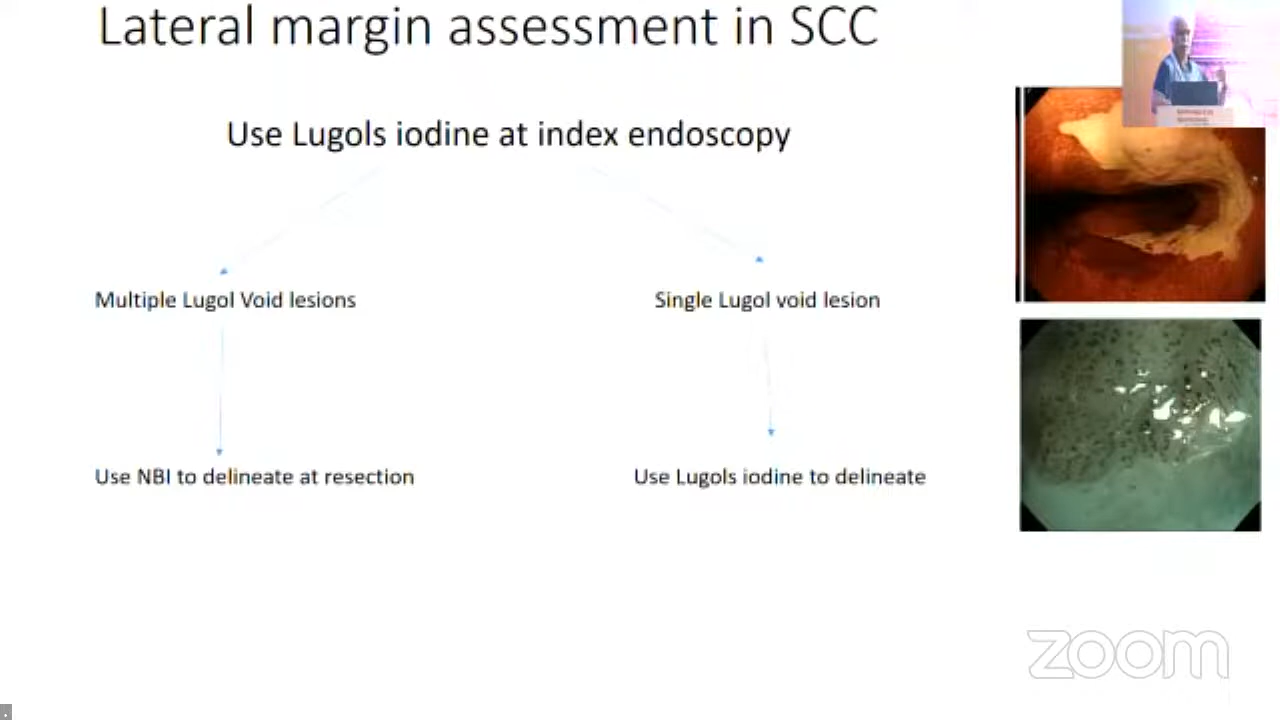 Lateral margin assessment in SCC
Use Lugols iodine at index endoscopy
Multiple Lugol Void lesions
Single Lugol void lesion
Use NBI to delineate at resection
Use Lugols iodine to delineate
zoom